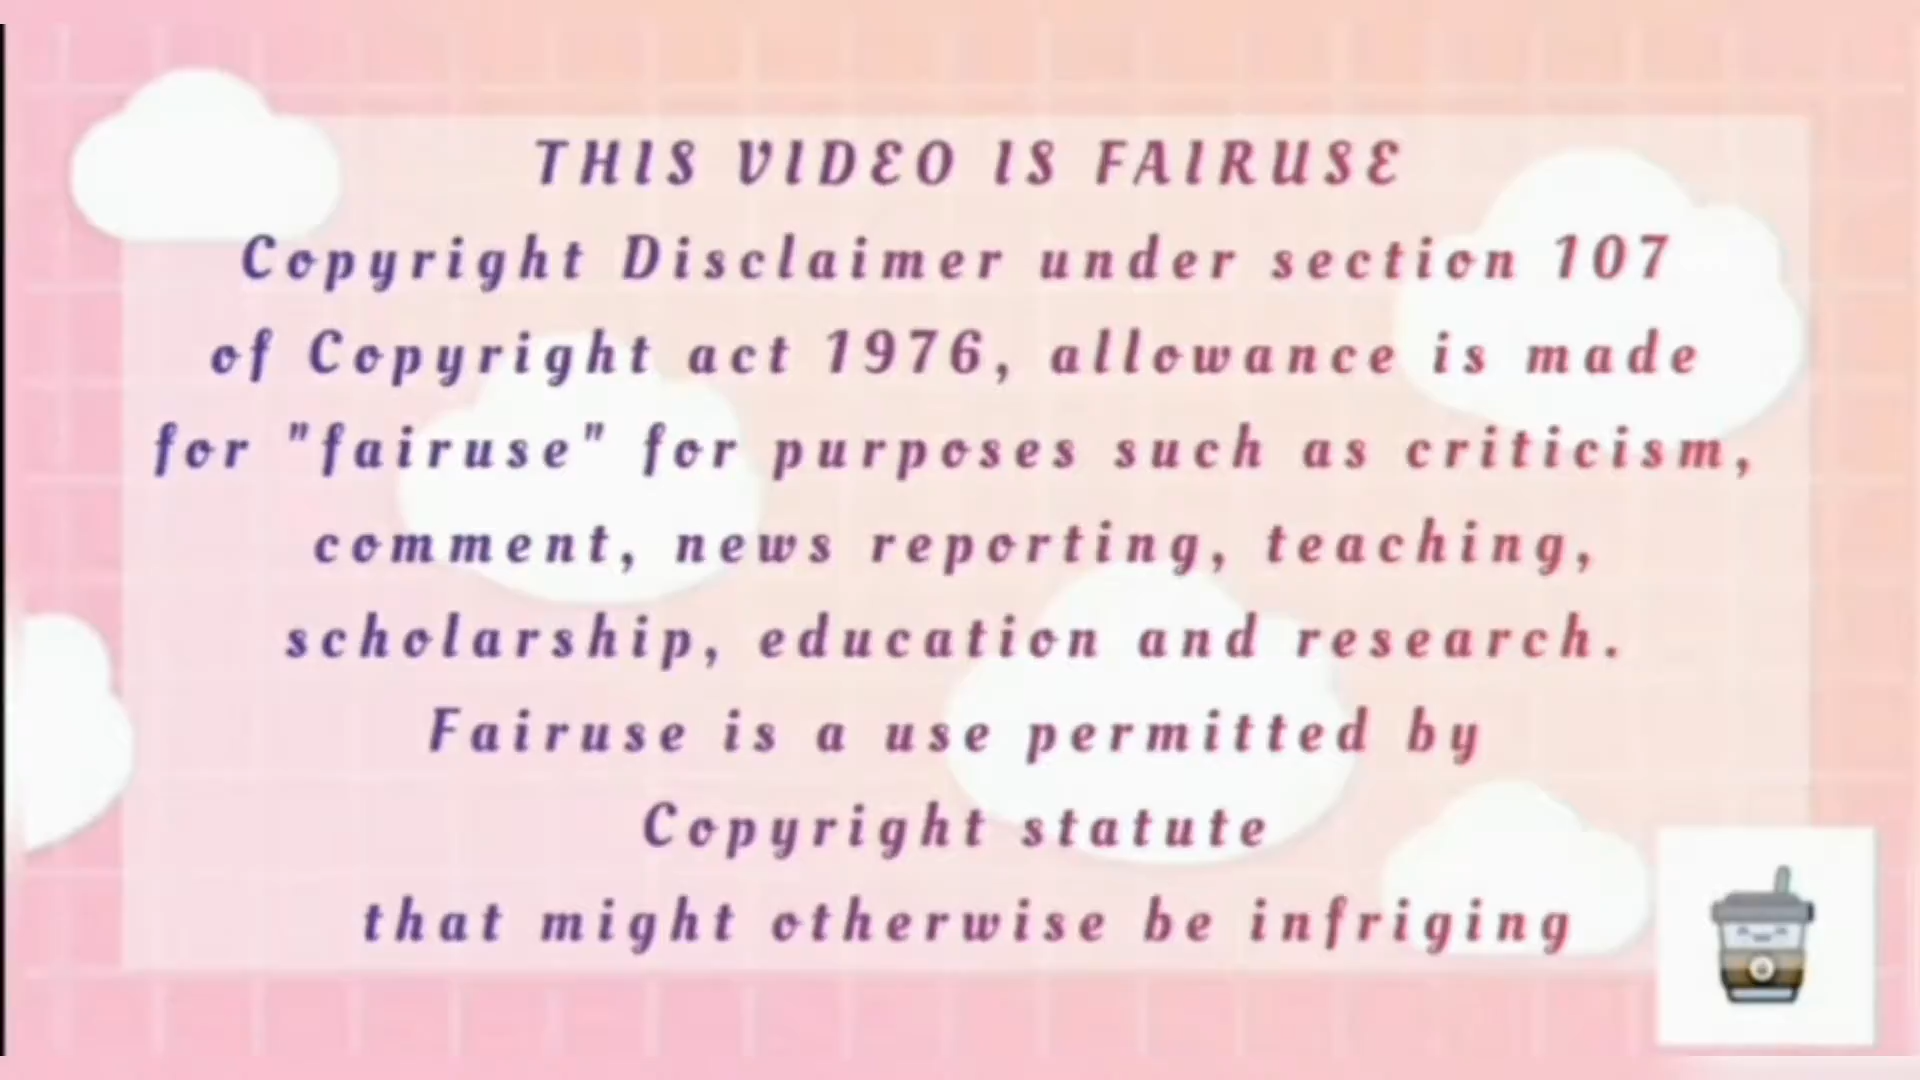 THIS VIDEO IS FAIRUSE
Copyright Disclaimer under section 107
of Copyright act 1976, allowance is made
for "fairuse" for purposes such as criticism,
comment, news reporting, teaching,
scholarship, education and research.
Fairuse is a use permitted by
Copyright statute
that might otherwise be infriging